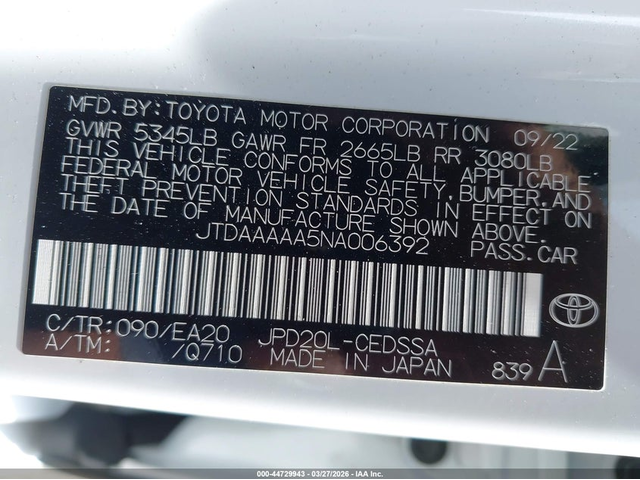 MFD.BY:TOYOTA MOTOR CORPORATION 09/22
GVWR 5345LB GAWR FR 2665LB RR 3080LB
THIS VEHICLE CONFORMS TO ALL APPLICABLE
FEDERAL MOTOR VEHICLE SAFETY,BUMPER,AND
THEFT PREVENTION STANDARDS IN EFFECT ON
THE DATE OF MANUFACTURE SHOWN ABOVE.
JTDAAAAA5NA006392 PASS.CAR
C/TR:090/EA20 JPD20L-CEDSSA
A/TM: /Q710 MADE IN JAPAN 839A
000-44729943 | 03/27/2026 | IAA Inc.